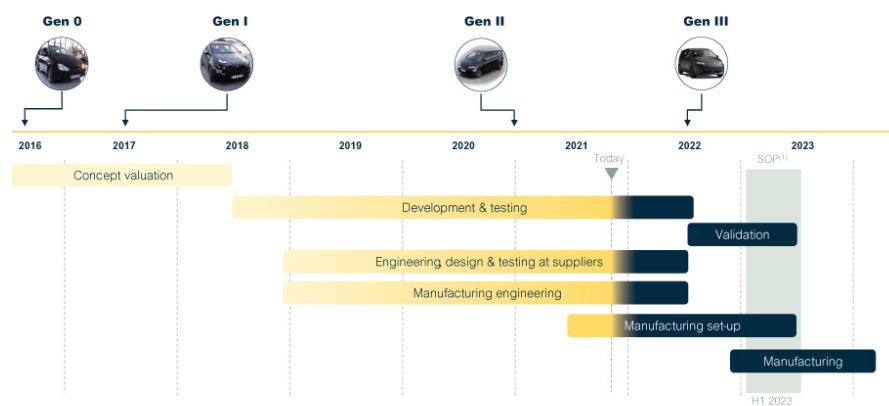 Gen 0 Gen I Gen II Gen III
2016 2017 2018 2019 2020 2021 2022 2023
Today SOP(1)
Concept valuation
Development & testing
Validation
Engineering, design & testing at suppliers
Manufacturing engineering
Manufacturing set-up
Manufacturing
H1 2023